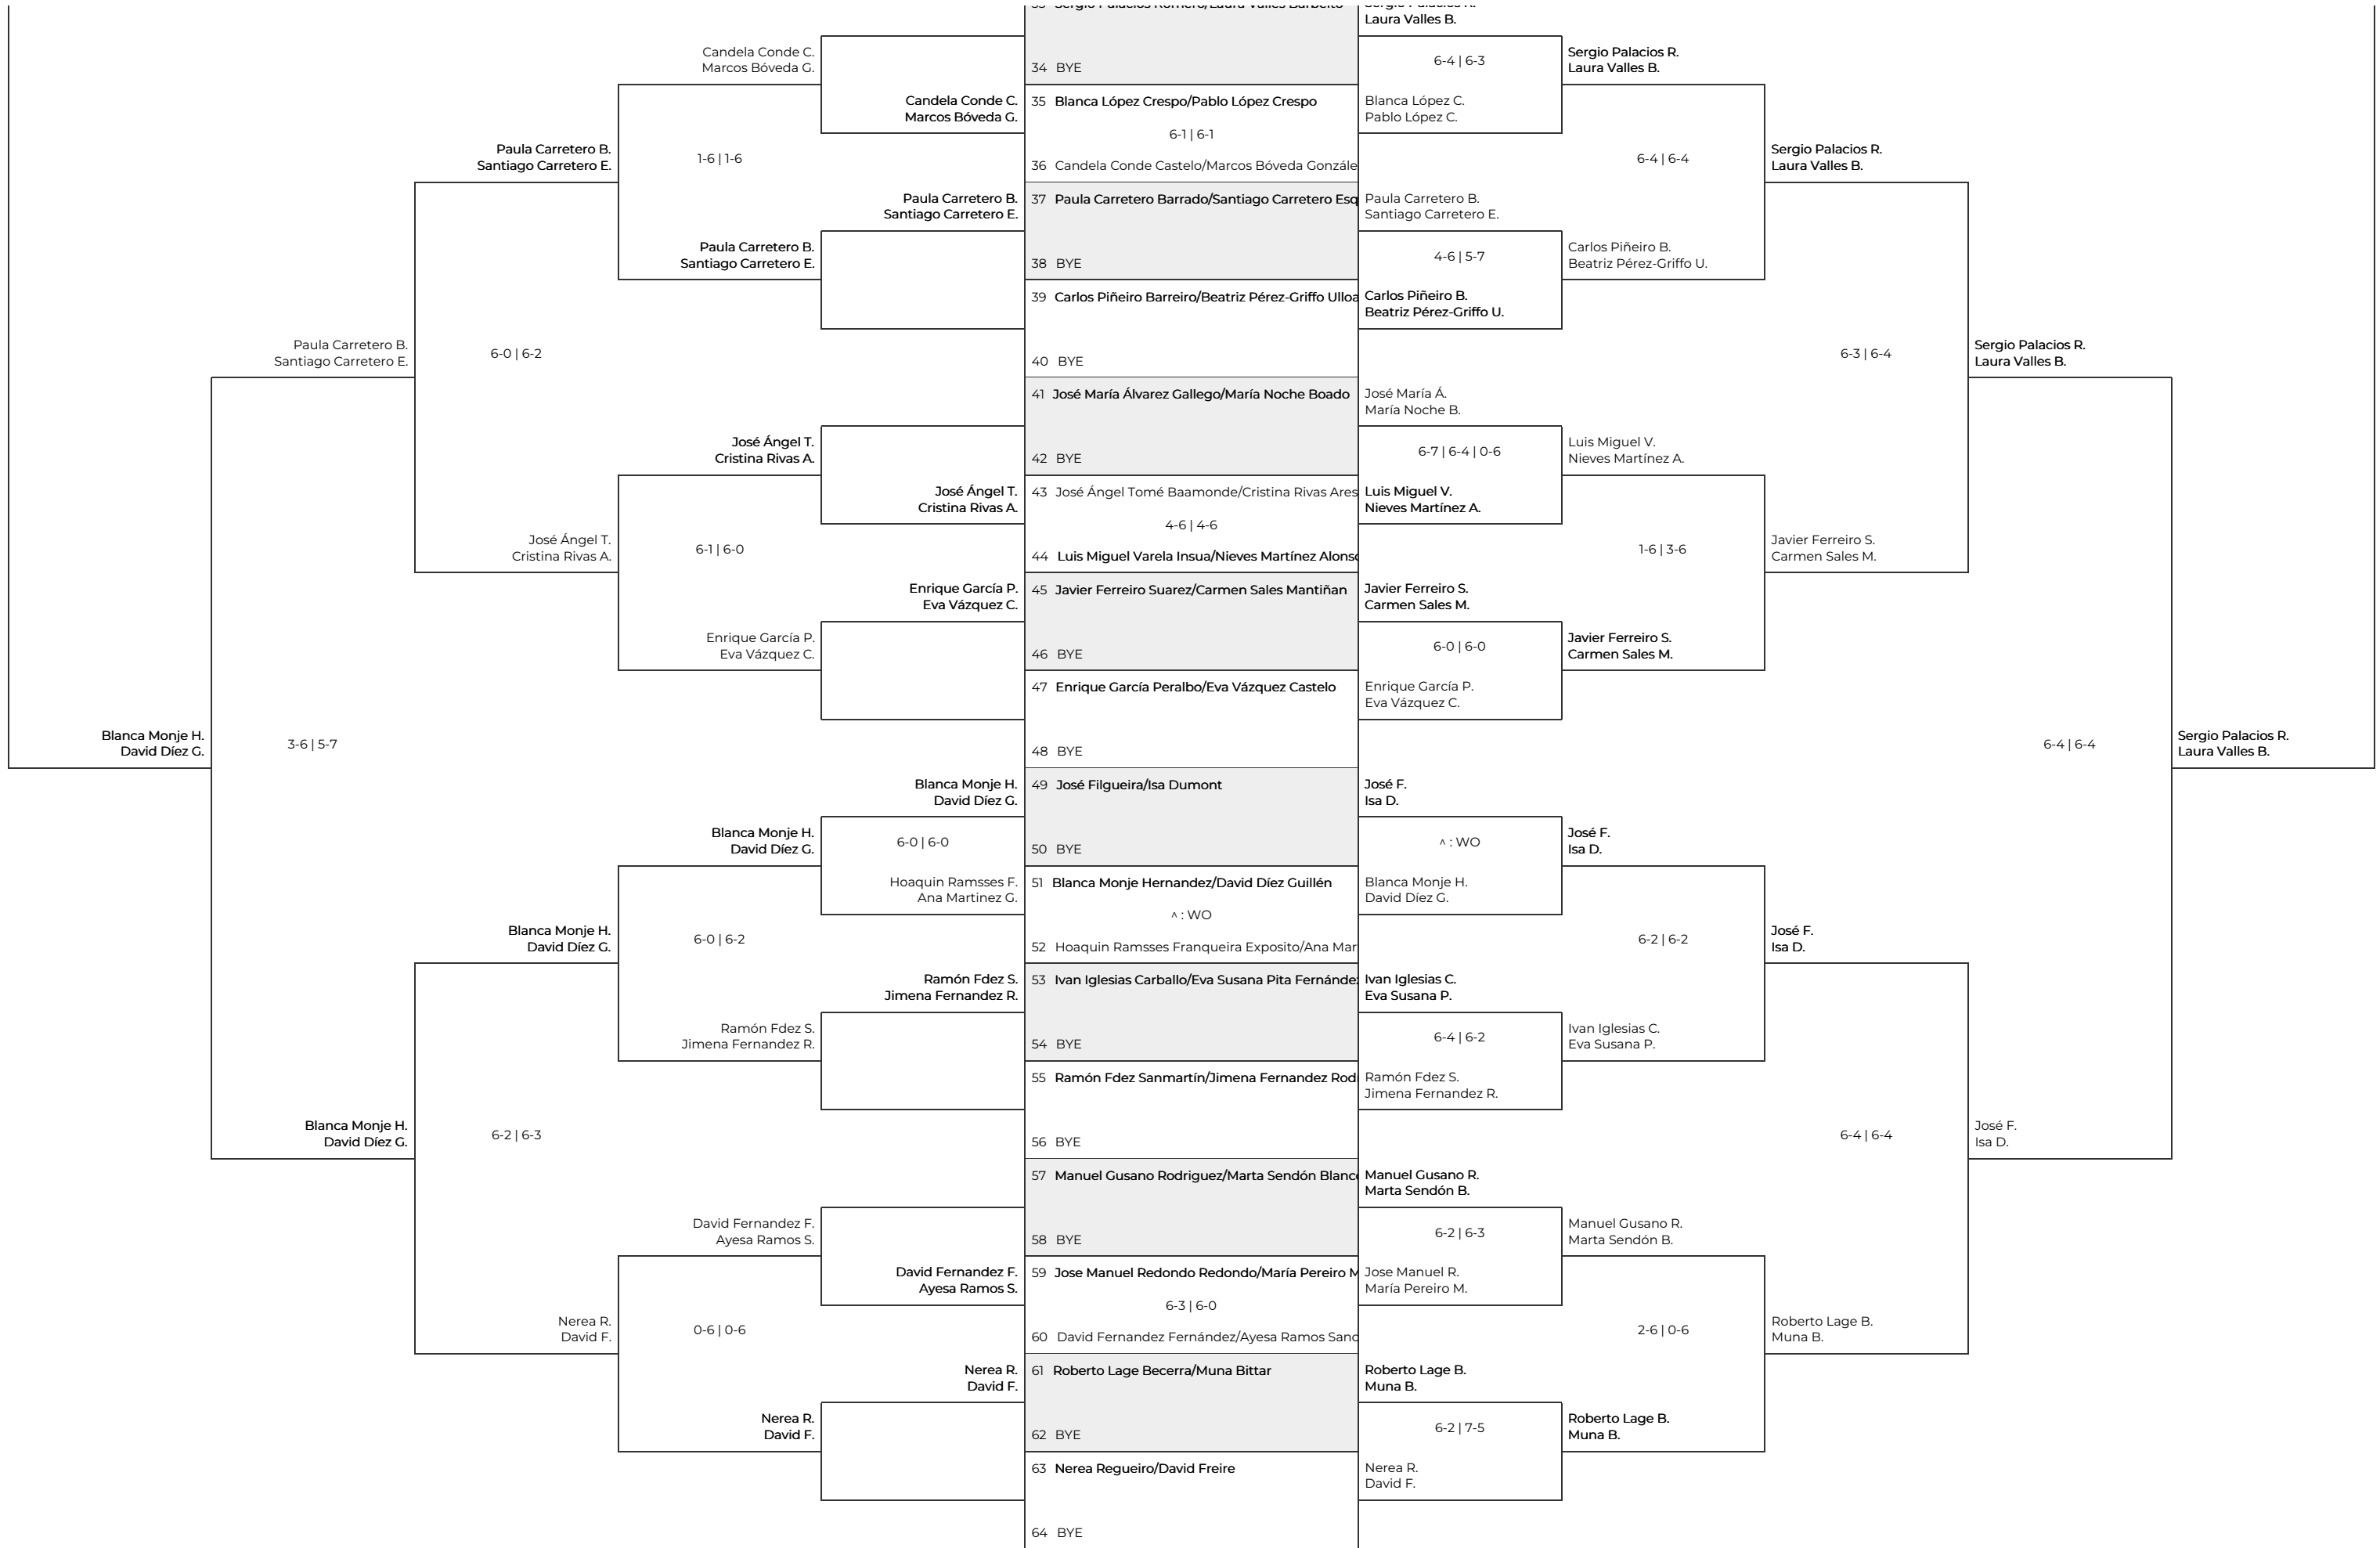 Laura Valles B.
Candela Conde C.
Marcos Bóveda G.
34 BYE
6-4 | 6-3
Sergio Palacios R.
Laura Valles B.
Candela Conde C.
Marcos Bóveda G.
35 Blanca López Crespo/Pablo López Crespo
6-1 | 6-1
36 Candela Conde Castelo/Marcos Bóveda Gonzále
Blanca López C.
Pablo López C.
Paula Carretero B.
Santiago Carretero E.
1-6 | 1-6
6-4 | 6-4
Sergio Palacios R.
Laura Valles B.
Paula Carretero B.
Santiago Carretero E.
37 Paula Carretero Barrado/Santiago Carretero Esq
38 BYE
Paula Carretero B.
Santiago Carretero E.
Paula Carretero B.
Santiago Carretero E.
4-6 | 5-7
Carlos Piñeiro B.
Beatriz Pérez-Griffo U.
39 Carlos Piñeiro Barreiro/Beatriz Pérez-Griffo Ulloa
40 BYE
Carlos Piñeiro B.
Beatriz Pérez-Griffo U.
Paula Carretero B.
Santiago Carretero E.
6-0 | 6-2
6-3 | 6-4
Sergio Palacios R.
Laura Valles B.
41 José María Álvarez Gallego/María Noche Boado
42 BYE
José María Á.
María Noche B.
José Ángel T.
Cristina Rivas A.
6-7 | 6-4 | 0-6
Luis Miguel V.
Nieves Martínez A.
José Ángel T.
Cristina Rivas A.
43 José Ángel Tomé Baamonde/Cristina Rivas Ares
4-6 | 4-6
44 Luis Miguel Varela Insua/Nieves Martínez Alonso
Luis Miguel V.
Nieves Martínez A.
José Ángel T.
Cristina Rivas A.
6-1 | 6-0
1-6 | 3-6
Javier Ferreiro S.
Carmen Sales M.
Enrique García P.
Eva Vázquez C.
45 Javier Ferreiro Suarez/Carmen Sales Mantiñan
46 BYE
Javier Ferreiro S.
Carmen Sales M.
Enrique García P.
Eva Vázquez C.
6-0 | 6-0
Javier Ferreiro S.
Carmen Sales M.
47 Enrique García Peralbo/Eva Vázquez Castelo
48 BYE
Enrique García P.
Eva Vázquez C.
Blanca Monje H.
David Díez G.
3-6 | 5-7
6-4 | 6-4
Sergio Palacios R.
Laura Valles B.
Blanca Monje H.
David Díez G.
49 José Filgueira/Isa Dumont
50 BYE
José F.
Isa D.
Blanca Monje H.
David Díez G.
6-0 | 6-0
^ : WO
José F.
Isa D.
Hoaquin Ramsses F.
Ana Martinez G.
51 Blanca Monje Hernandez/David Díez Guillén
^ : WO
52 Hoaquin Ramsses Franqueira Exposito/Ana Mar
Blanca Monje H.
David Díez G.
Blanca Monje H.
David Díez G.
6-0 | 6-2
6-2 | 6-2
José F.
Isa D.
Ramón Fdez S.
Jimena Fernandez R.
53 Ivan Iglesias Carballo/Eva Susana Pita Fernández
54 BYE
Ivan Iglesias C.
Eva Susana P.
Ramón Fdez S.
Jimena Fernandez R.
6-4 | 6-2
Ivan Iglesias C.
Eva Susana P.
55 Ramón Fdez Sanmartín/Jimena Fernandez Rod
56 BYE
Ramón Fdez S.
Jimena Fernandez R.
Blanca Monje H.
David Díez G.
6-2 | 6-3
6-4 | 6-4
José F.
Isa D.
57 Manuel Gusano Rodriguez/Marta Sendón Blanco
58 BYE
Manuel Gusano R.
Marta Sendón B.
David Fernandez F.
Ayesa Ramos S.
6-2 | 6-3
Manuel Gusano R.
Marta Sendón B.
David Fernandez F.
Ayesa Ramos S.
59 Jose Manuel Redondo Redondo/María Pereiro M
6-3 | 6-0
60 David Fernandez Fernández/Ayesa Ramos Sanc
Jose Manuel R.
María Pereiro M.
Nerea R.
David F.
0-6 | 0-6
2-6 | 0-6
Roberto Lage B.
Muna B.
Nerea R.
David F.
61 Roberto Lage Becerra/Muna Bittar
62 BYE
Roberto Lage B.
Muna B.
Nerea R.
David F.
6-2 | 7-5
Roberto Lage B.
Muna B.
63 Nerea Regueiro/David Freire
64 BYE
Nerea R.
David F.